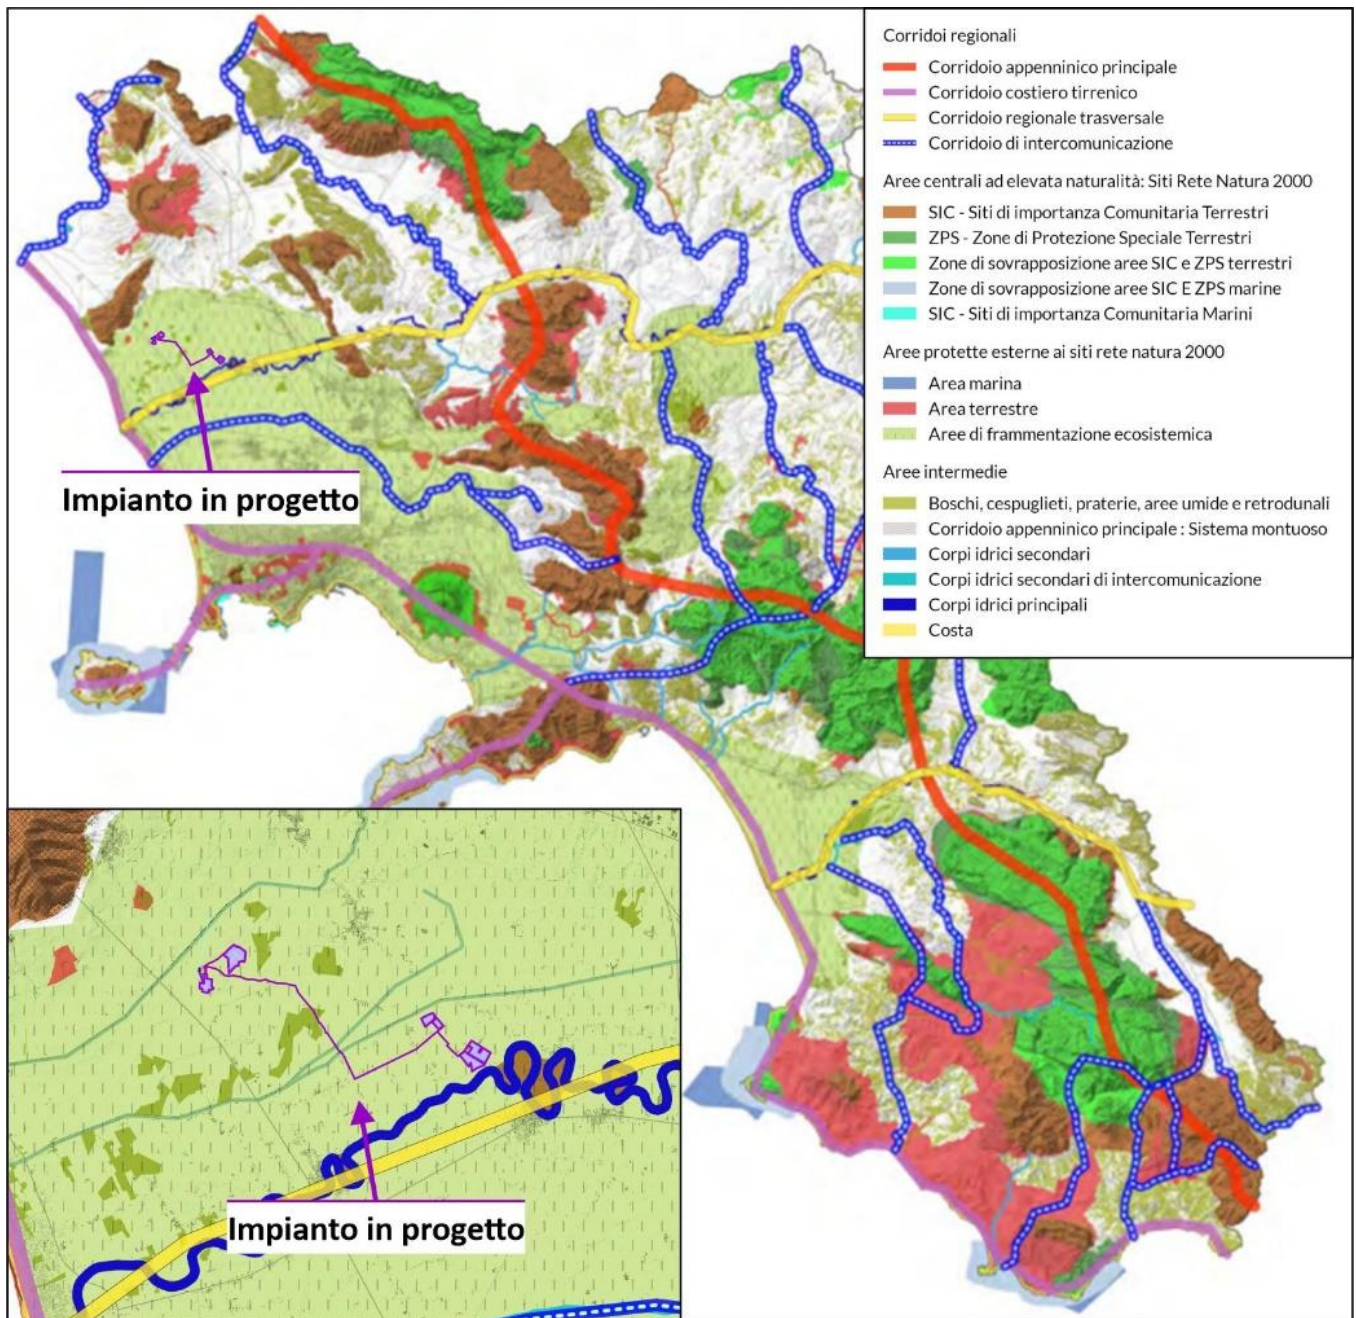 Corridoi regionali
Corridoio appenninico principale
Corridoio costiero tirrenico
Corridoio regionale trasversale
Corridoio di intercomunicazione
Aree centrali ad elevata naturalità: Siti Rete Natura 2000
SIC - Siti di importanza Comunitaria Terrestri
ZPS - Zone di Protezione Speciale Terrestri
Zone di sovrapposizione aree SIC e ZPS terrestri
Zone di sovrapposizione aree SIC E ZPS marine
SIC - Siti di importanza Comunitaria Marini
Aree protette esterne ai siti rete natura 2000
Area marina
Area terrestre
Aree di frammentazione ecosistemica
Aree intermedie
Boschi, cespuglieti, praterie, aree umide e retrodunali
Corridoio appenninico principale : Sistema montuoso
Corpi idrici secondari
Corpi idrici secondari di intercomunicazione
Corpi idrici principali
Costa
Impianto in progetto
Impianto in progetto